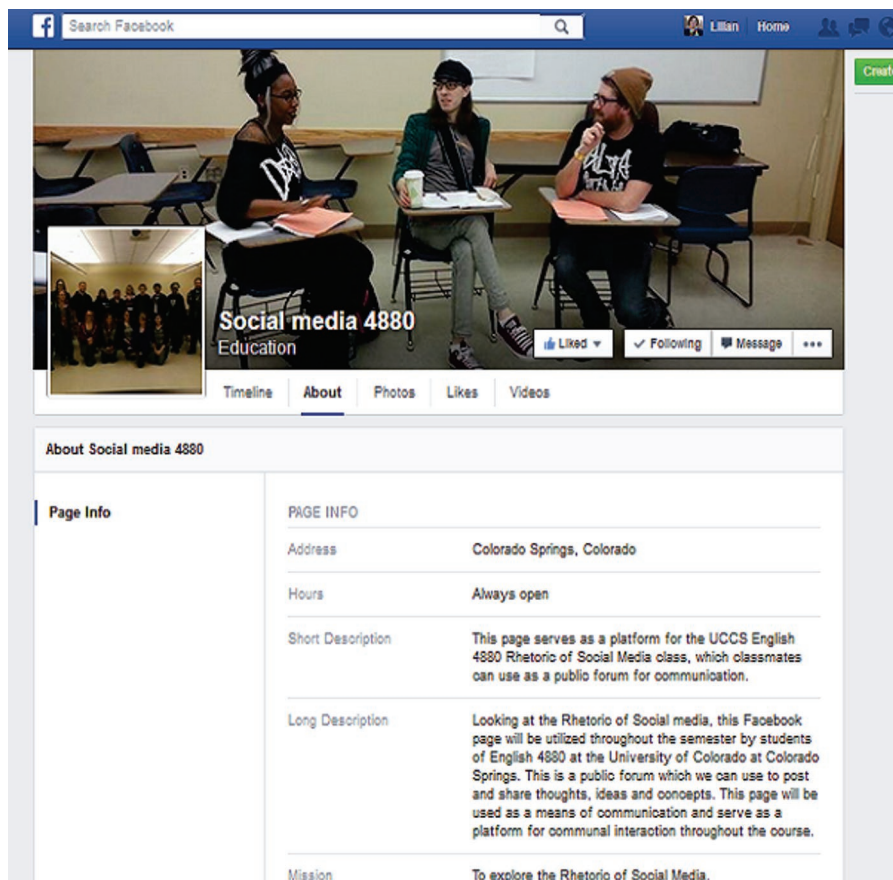 f
Search Facebook
Lilian Home
Create
Social media 4880
Education
Liked
Following
Message
Timeline About Photos Likes Videos
About Social media 4880
Page Info
PAGE INFO
Address Colorado Springs, Colorado
Hours Always open
Short Description This page serves as a platform for the UCCS English
4880 Rhetoric of Social Media class, which classmates
can use as a public forum for communication.
Long Description Looking at the Rhetoric of Social media, this Facebook
page will be utilized throughout the semester by students
of English 4880 at the University of Colorado at Colorado
Springs. This is a public forum which we can use to post
and share thoughts, ideas and concepts. This page will be
used as a means of communication and serve as a
platform for communal interaction throughout the course.
Mission To explore the Rhetoric of Social Media.